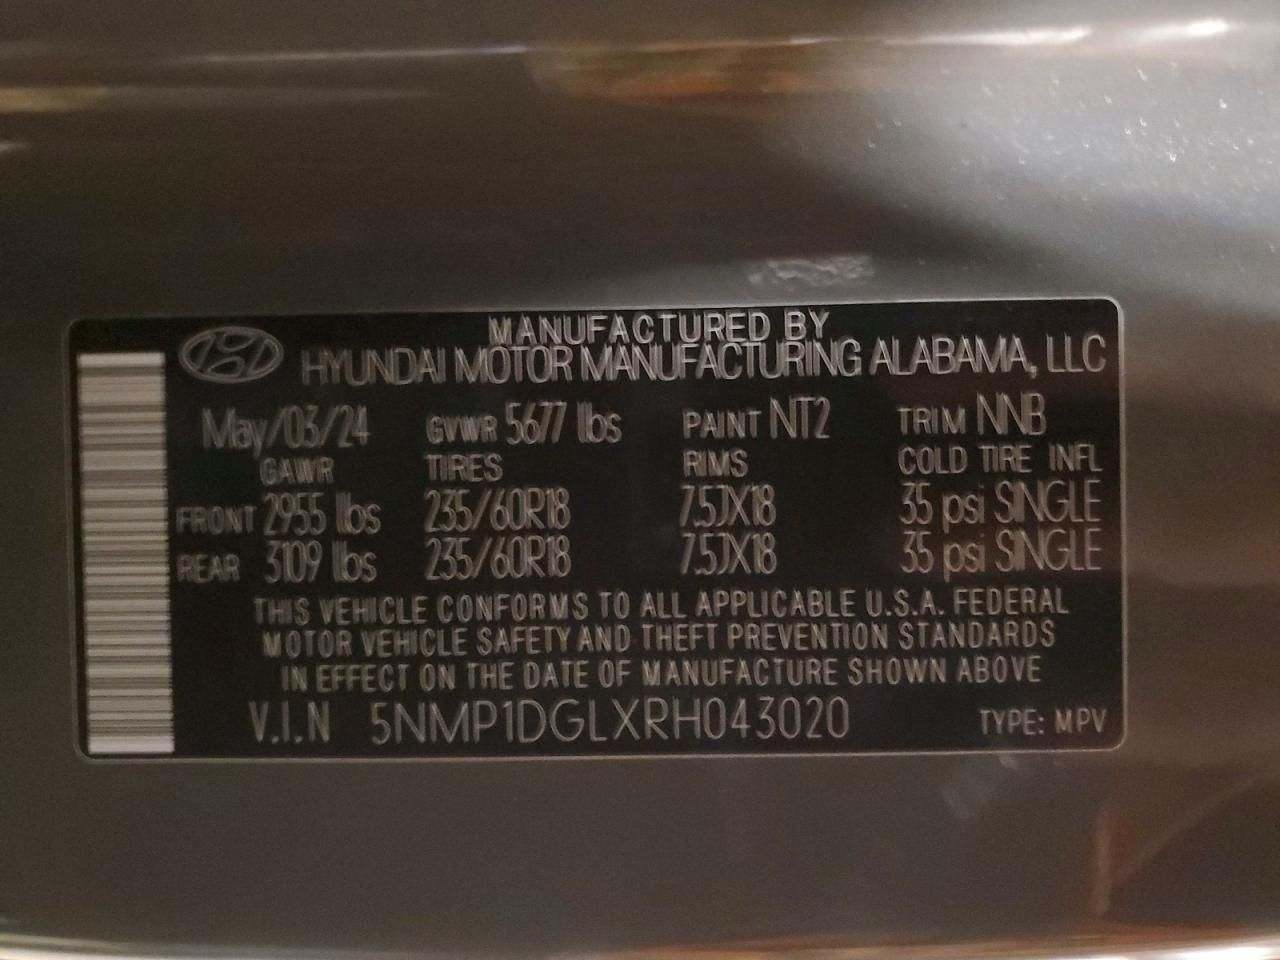 MANUFACTURED BY
HYUNDAI MOTOR MANUFACTURING ALABAMA, LLC
May/03/24 GVWR 5677 lbs PAINT NT2 TRIM NNB
GAWR TIRES RIMS COLD TIRE INFL
FRONT 2955 lbs 235/60R18 7.5JX18 35 psi SINGLE
REAR 3109 lbs 235/60R18 7.5JX18 35 psi SINGLE
THIS VEHICLE CONFORMS TO ALL APPLICABLE U.S.A. FEDERAL
MOTOR VEHICLE SAFETY AND THEFT PREVENTION STANDARDS
IN EFFECT ON THE DATE OF MANUFACTURE SHOWN ABOVE
V.I.N 5NMP1DGLXRH043020 TYPE: MPV